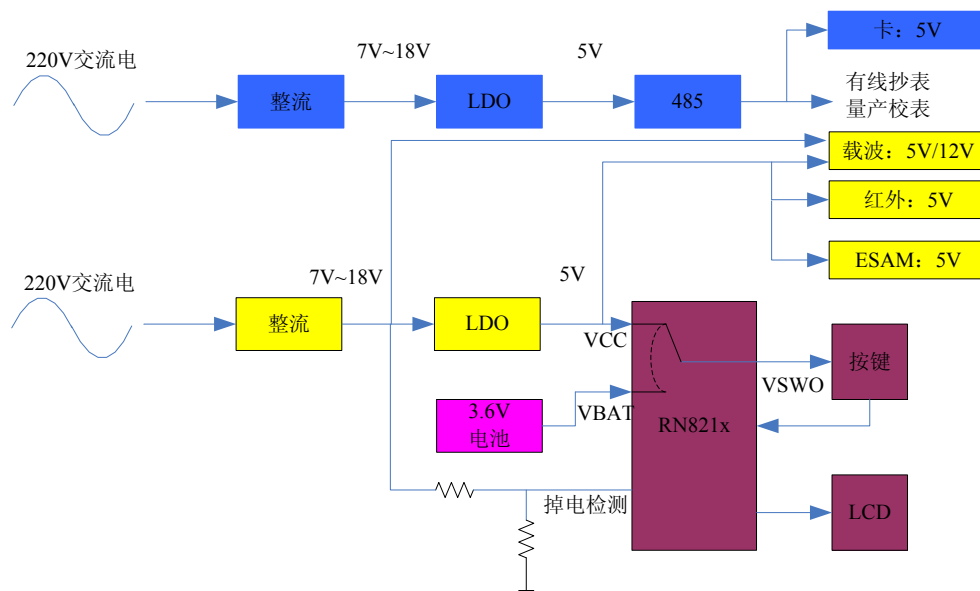 220V交流电
7V~18V
5V
卡：5V
整流
LDO
485
有线抄表
量产校表
载波：5V/12V
红外：5V
ESAM：5V
220V交流电
7V~18V
5V
整流
LDO
VCC
VSWO
按键
3.6V
电池
VBAT
RN821x
掉电检测
LCD